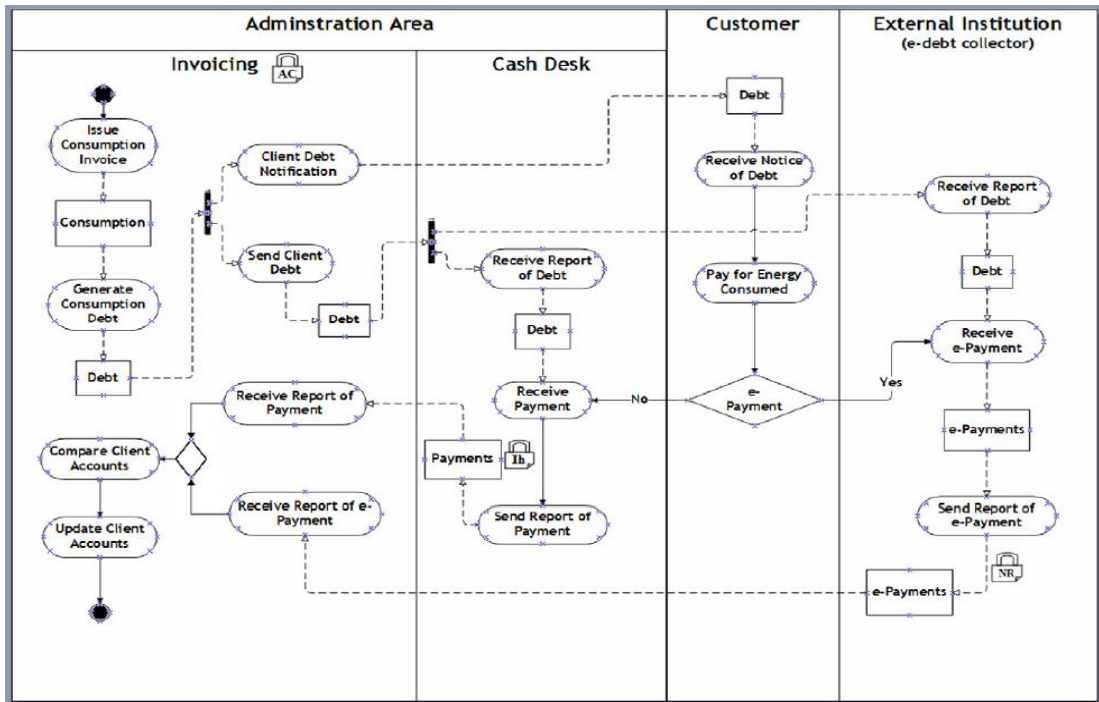 Adminstration Area
Customer
External Institution
(e-debt collector)
Invoicing
AC
Cash Desk
Issue
Consumption
Invoice
Consumption
Generate
Consumption
Debt
Debt
Client Debt
Notification
Send Client
Debt
Debt
Receive Report of
Payment
Compare Client
Accounts
Receive Report of e-
Payment
Update Client
Accounts
Receive Report
of Debt
Debt
Receive
Payment
Payments
Ih
Send Report of
Payment
Debt
Receive Notice
of Debt
Pay for Energy
Consumed
e-
Payment
No
Yes
Receive Report
of Debt
Debt
Receive
e-Payment
e-Payments
Send Report of
e-Payment
NR
e-Payments